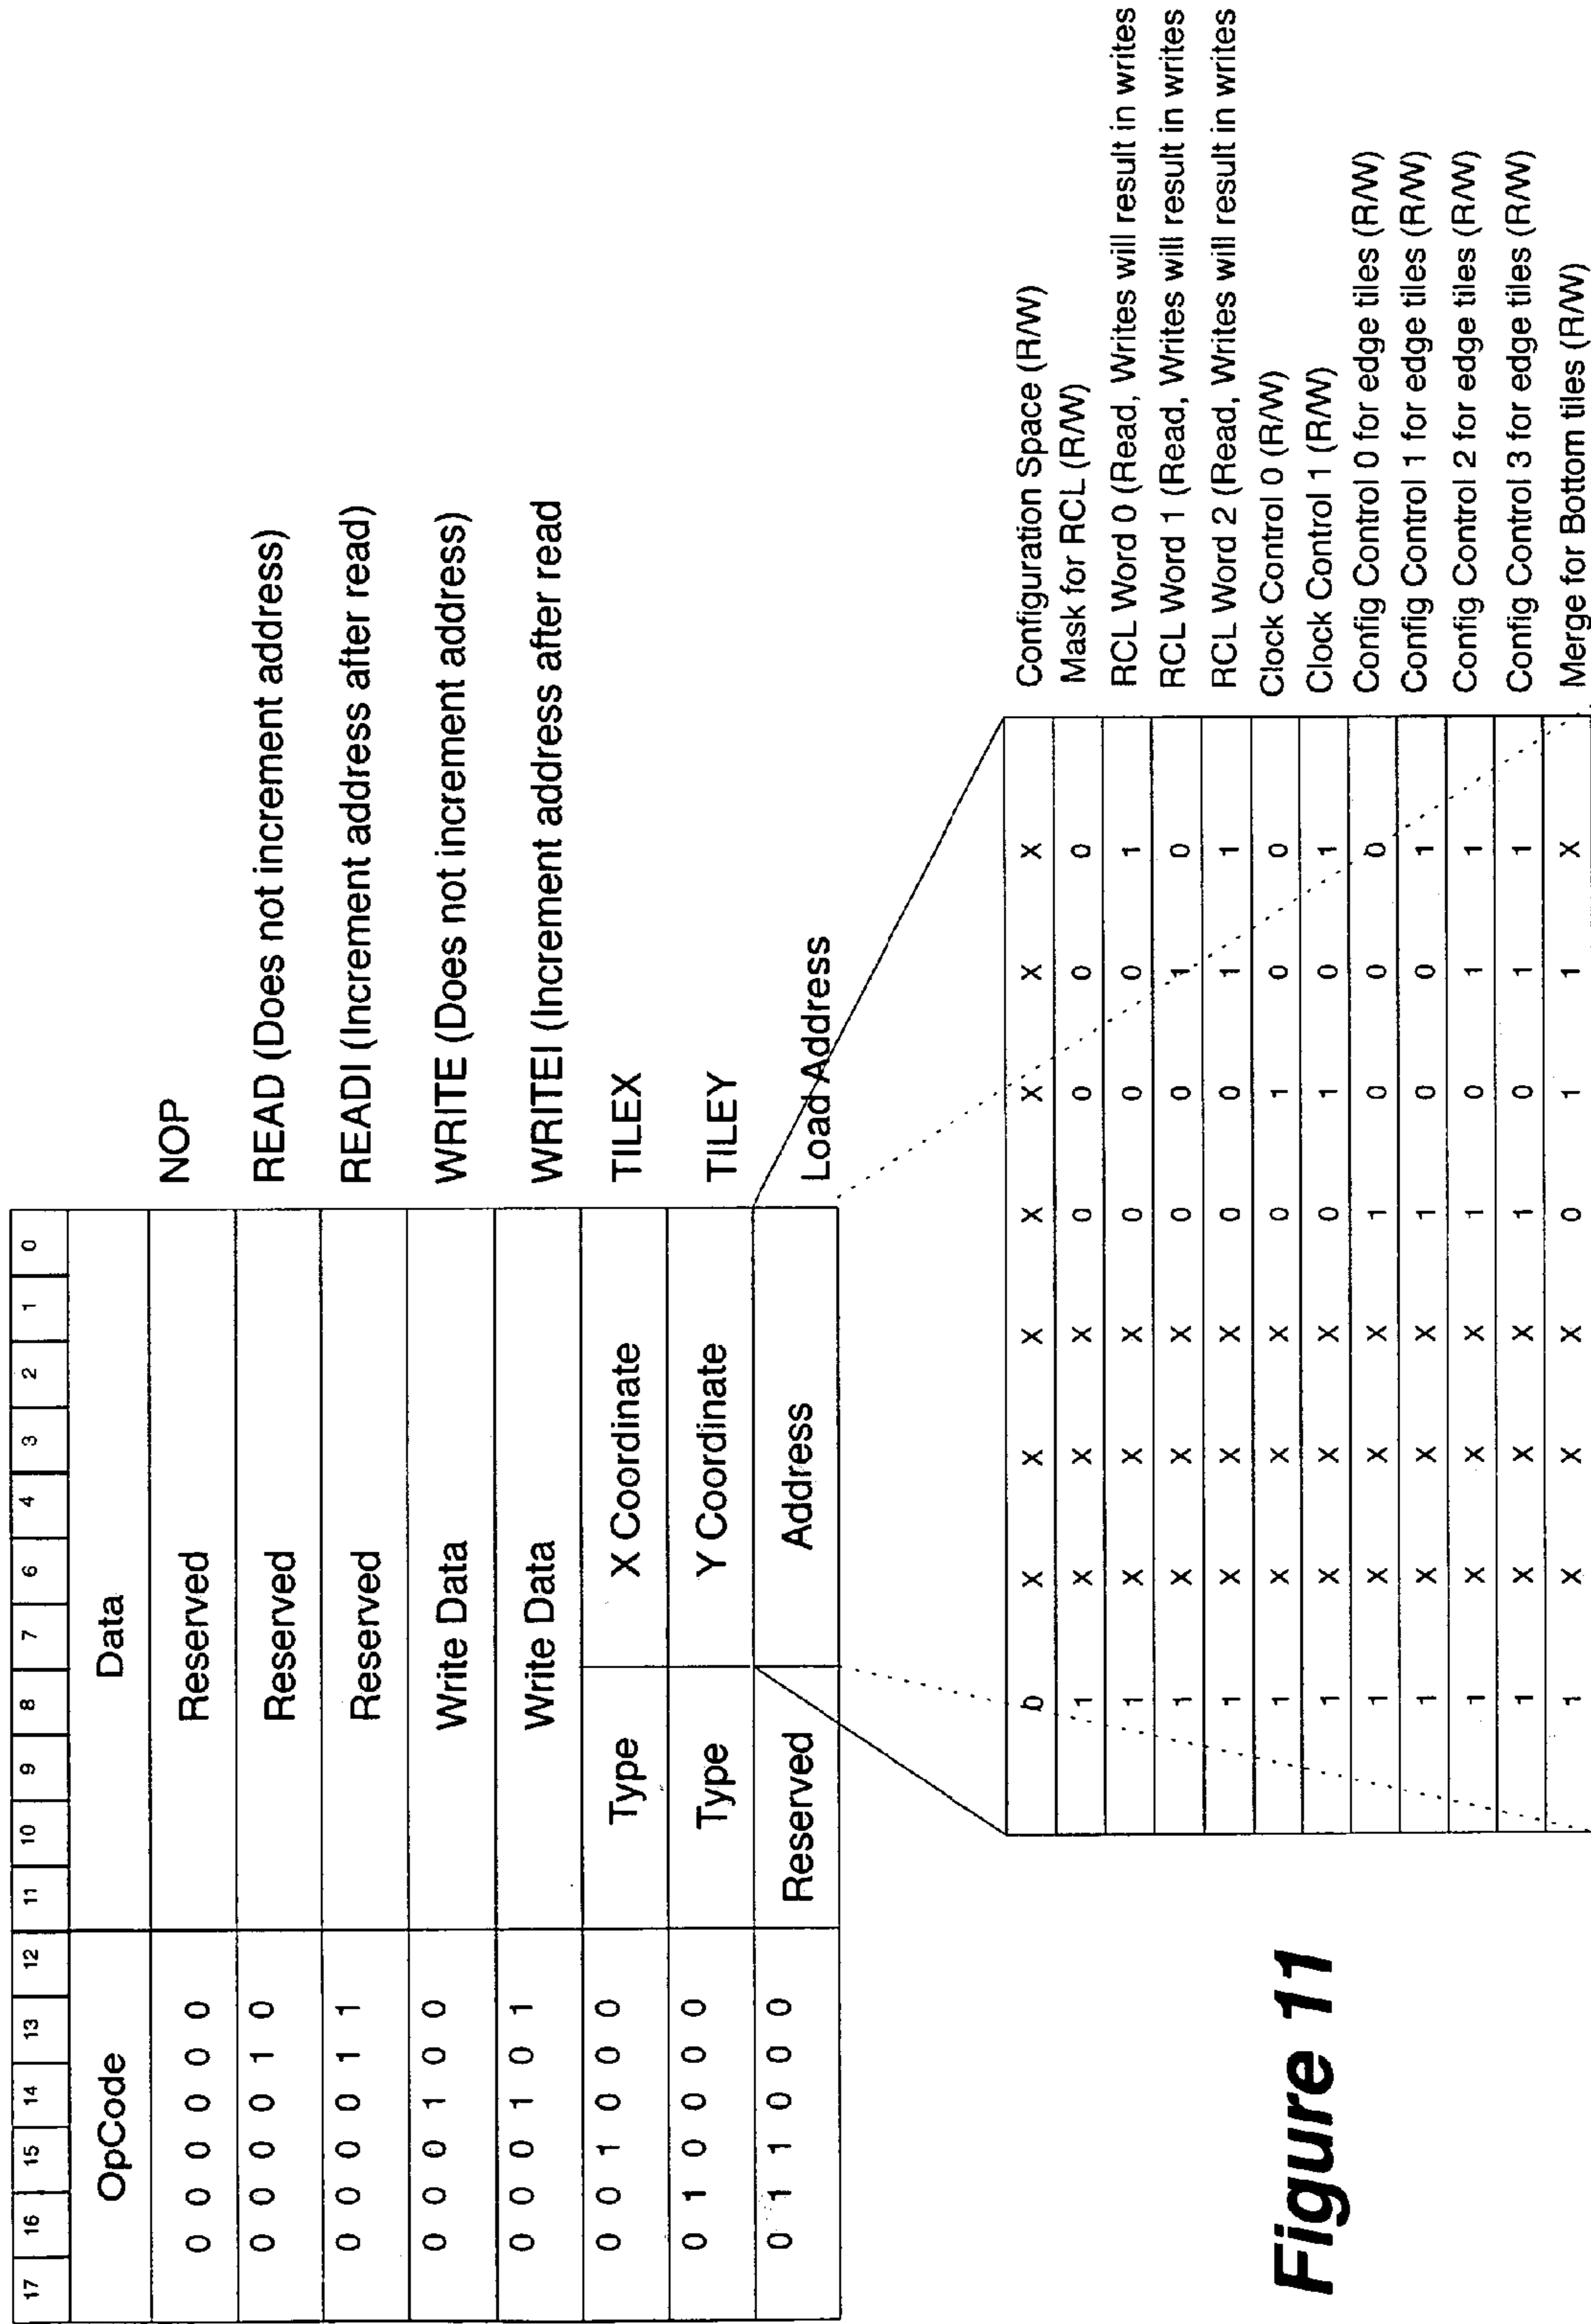 17 16 15 14 13 12 11 10 9 8 7 6 4 3 2 1 0
OpCode Data
0 0 0 0 0 0 Reserved NOP
0 0 0 0 1 0 Reserved READ (Does not increment address)
0 0 0 0 1 1 Reserved READI (Increment address after read)
0 0 0 1 0 0 Write Data WRITE (Does not increment address)
0 0 0 1 0 1 Write Data WRITEI (Increment address after read
0 0 1 0 0 0 Type X Coordinate TILEX
0 1 0 0 0 0 Type Y Coordinate TILEY
0 1 1 0 0 0 Reserved Address Load Address
0 X X X X X X X Configuration Space (R/W)
1 X X X 0 0 0 0 Mask for RCL (R/W)
1 X X X 0 0 0 1 RCL Word 0 (Read, Writes will result in writes
1 X X X 0 0 1 0 RCL Word 1 (Read, Writes will result in writes
1 X X X 0 0 1 1 RCL Word 2 (Read, Writes will result in writes
1 X X X 0 1 0 0 Clock Control 0 (R/W)
1 X X X 0 1 0 1 Clock Control 1 (R/W)
1 X X X 1 0 0 0 Config Control 0 for edge tiles (R/W)
1 X X X 1 0 0 1 Config Control 1 for edge tiles (R/W)
1 X X X 1 0 1 1 Config Control 2 for edge tiles (R/W)
1 X X X 1 0 1 1 Config Control 3 for edge tiles (R/W)
1 X X X 0 1 1 X Merge for Bottom tiles (R/W)
Figure 11